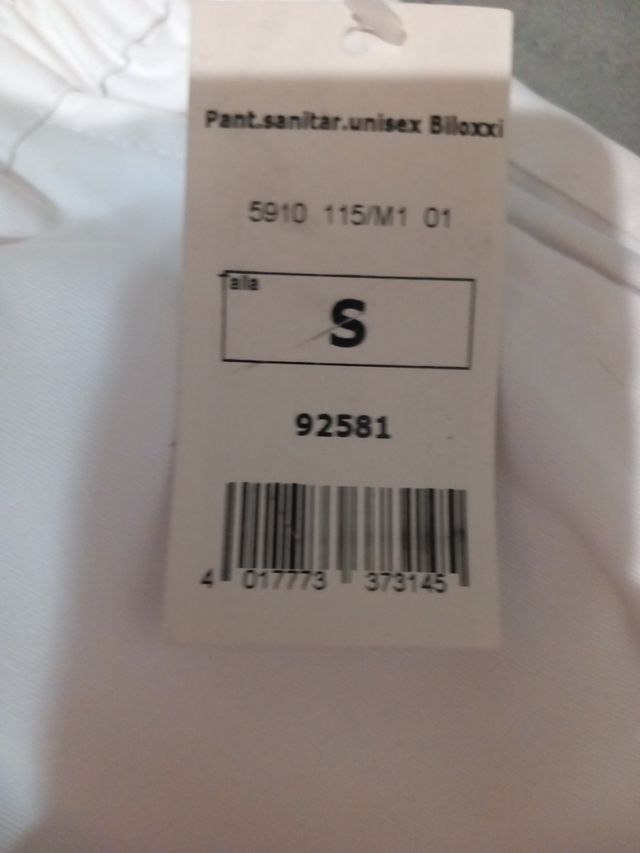 Pant.sanitar.unisex Biloxxi
5910 115/M1 01
Talla
S
92581
4 017773 373145